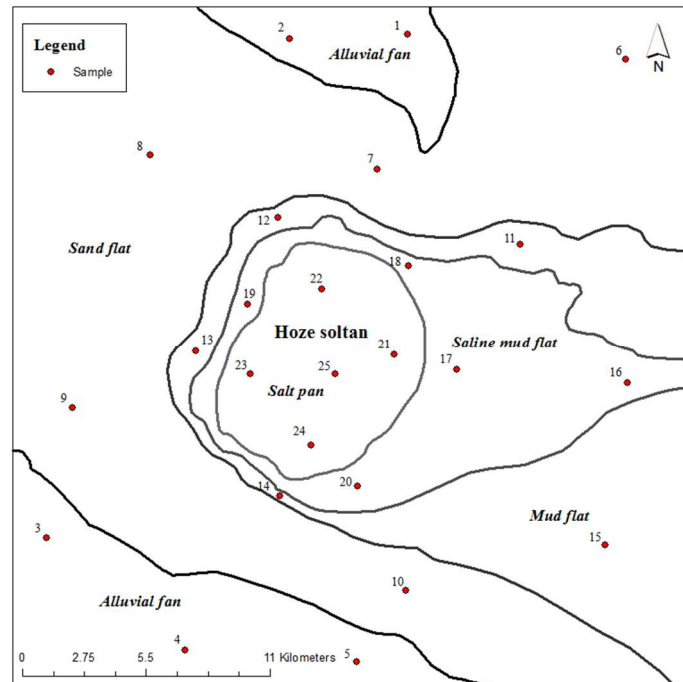 Legend
Sample
2
1
Alluvial fan
6
N
8
7
12
11
Sand flat
18
22
19
Hoze soltan
Saline mud flat
13
21
17
16
23
25
Salt pan
9
24
20
14
Mud flat
3
15
10
Alluvial fan
4
5
0 2.75 5.5 11 Kilometers